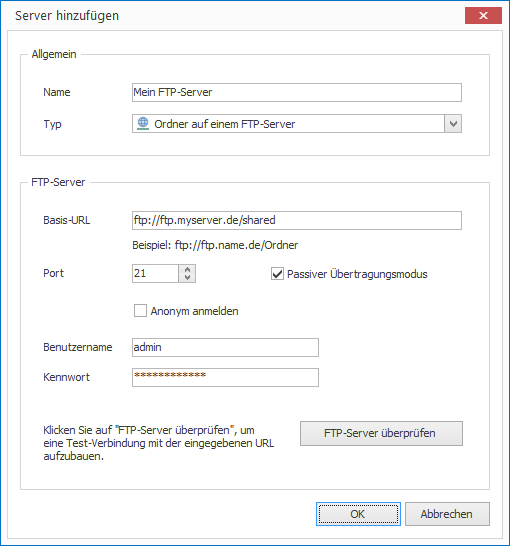 Server hinzufügen
Allgemein
Name Mein FTP-Server
Typ Ordner auf einem FTP-Server
FTP-Server
Basis-URL ftp://ftp.myserver.de/shared
Beispiel: ftp://ftp.name.de/Ordner
Port 21 Passiver Übertragungsmodus
Anonym anmelden
Benutzername admin
Kennwort ************
Klicken Sie auf "FTP-Server überprüfen", um
eine Test-Verbindung mit der eingegebenen URL
aufzubauen.
FTP-Server überprüfen
OK Abbrechen